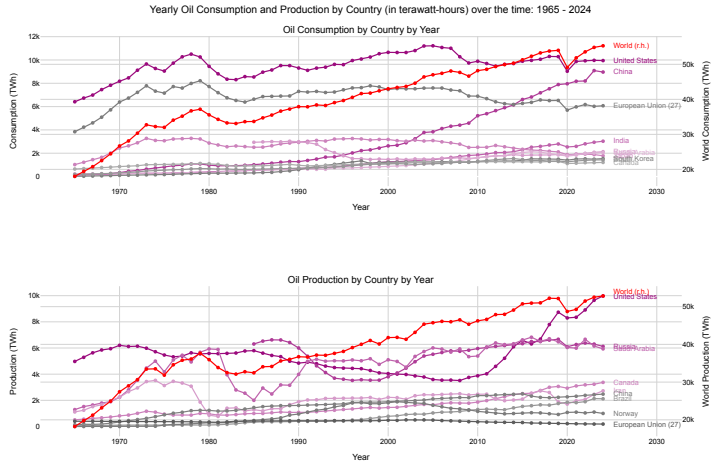 Yearly Oil Consumption and Production by Country (in terawatt-hours) over the time: 1965 - 2024
Oil Consumption by Country by Year
12k
10k
8k
6k
4k
2k
0
Consumption (TWh)
50k
40k
30k
20k
World Consumption (TWh)
World (r.h.)
United States
China
European Union (27)
India
South Korea
Canada
1970
1980
1990
2000
2010
2020
2030
Year
Oil Production by Country by Year
10k
8k
6k
4k
2k
0
Production (TWh)
50k
40k
30k
20k
World Production (TWh)
World (r.h.)
United States
Russia
Saudi Arabia
Canada
Iran
China
Brazil
Norway
European Union (27)
1970
1980
1990
2000
2010
2020
2030
Year